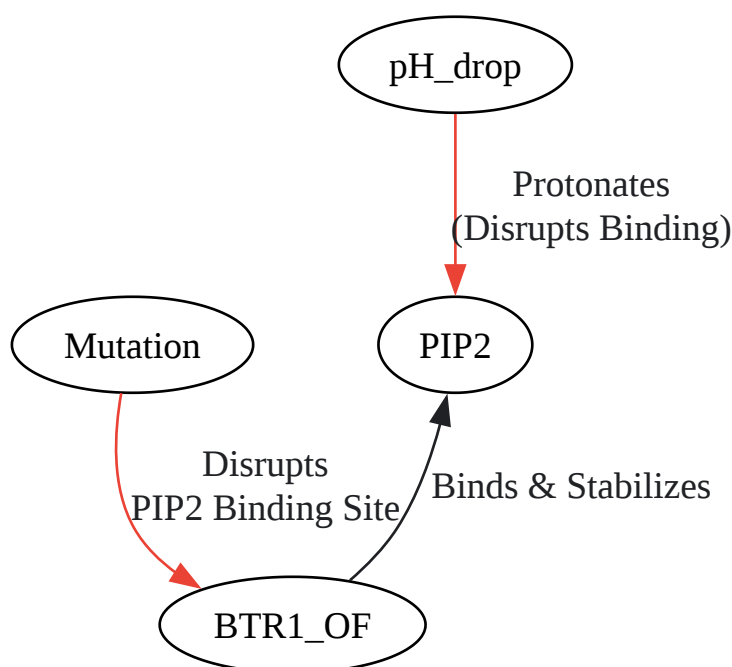 pH_drop
Protonates
(Disrupts Binding)
Mutation
PIP2
Disrupts
PIP2 Binding Site
Binds & Stabilizes
BTR1_OF